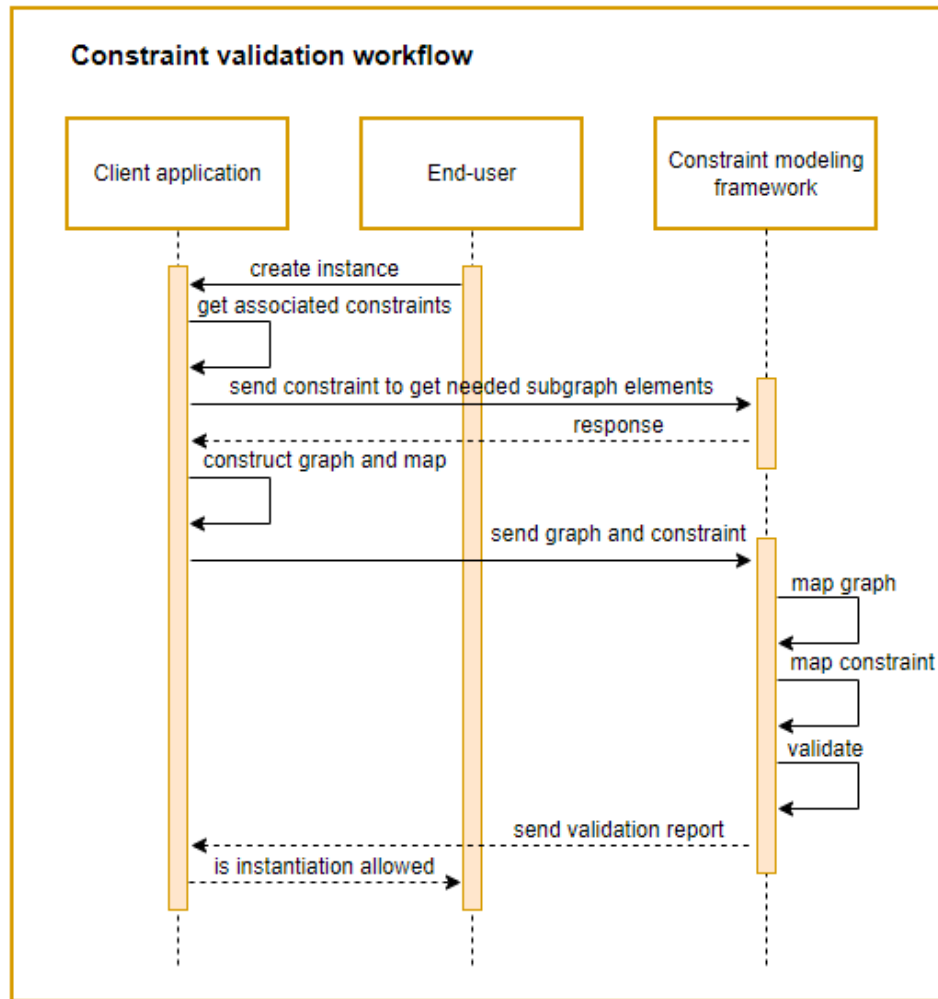 Constraint validation workflow
Client application
End-user
Constraint modeling
framework
create instance
get associated constraints
send constraint to get needed subgraph elements
response
construct graph and map
send graph and constraint
map graph
map constraint
validate
send validation report
is instantiation allowed